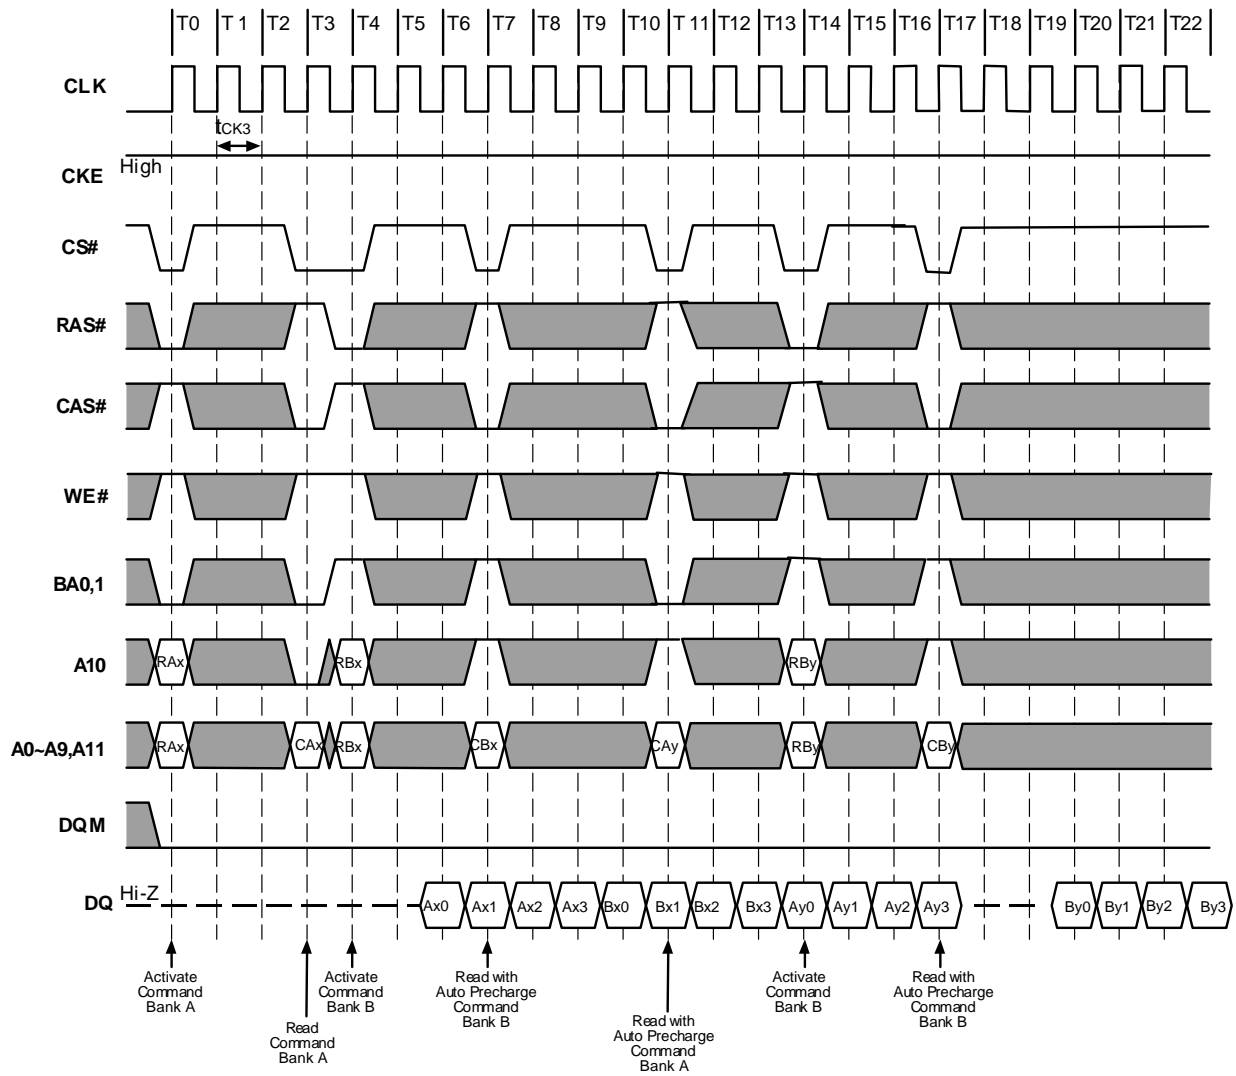 T0 T 1 T2 T3 T4 T5 T6 T7 T8 T9 T10 T 11 T12 T13 T14 T15 T16 T17 T18 T19 T20 T21 T22
CLK
tCK3
High
CKE
CS#
RAS#
CAS#
WE#
BA0,1
A10
RAx RBx RBy
A0~A9,A11
RAx CAx RBx CBx CAy RBy CBy
DQM
Hi-Z
DQ
Ax0 Ax1 Ax2 Ax3 Bx0 Bx1 Bx2 Bx3 Ay0 Ay1 Ay2 Ay3 By0 By1 By2 By3
Activate
Command
Bank A
Read
Command
Bank A
Activate
Command
Bank B
Read with
Auto Precharge
Command
Bank B
Read with
Auto Precharge
Command
Bank A
Activate
Command
Bank B
Read with
Auto Precharge
Command
Bank B